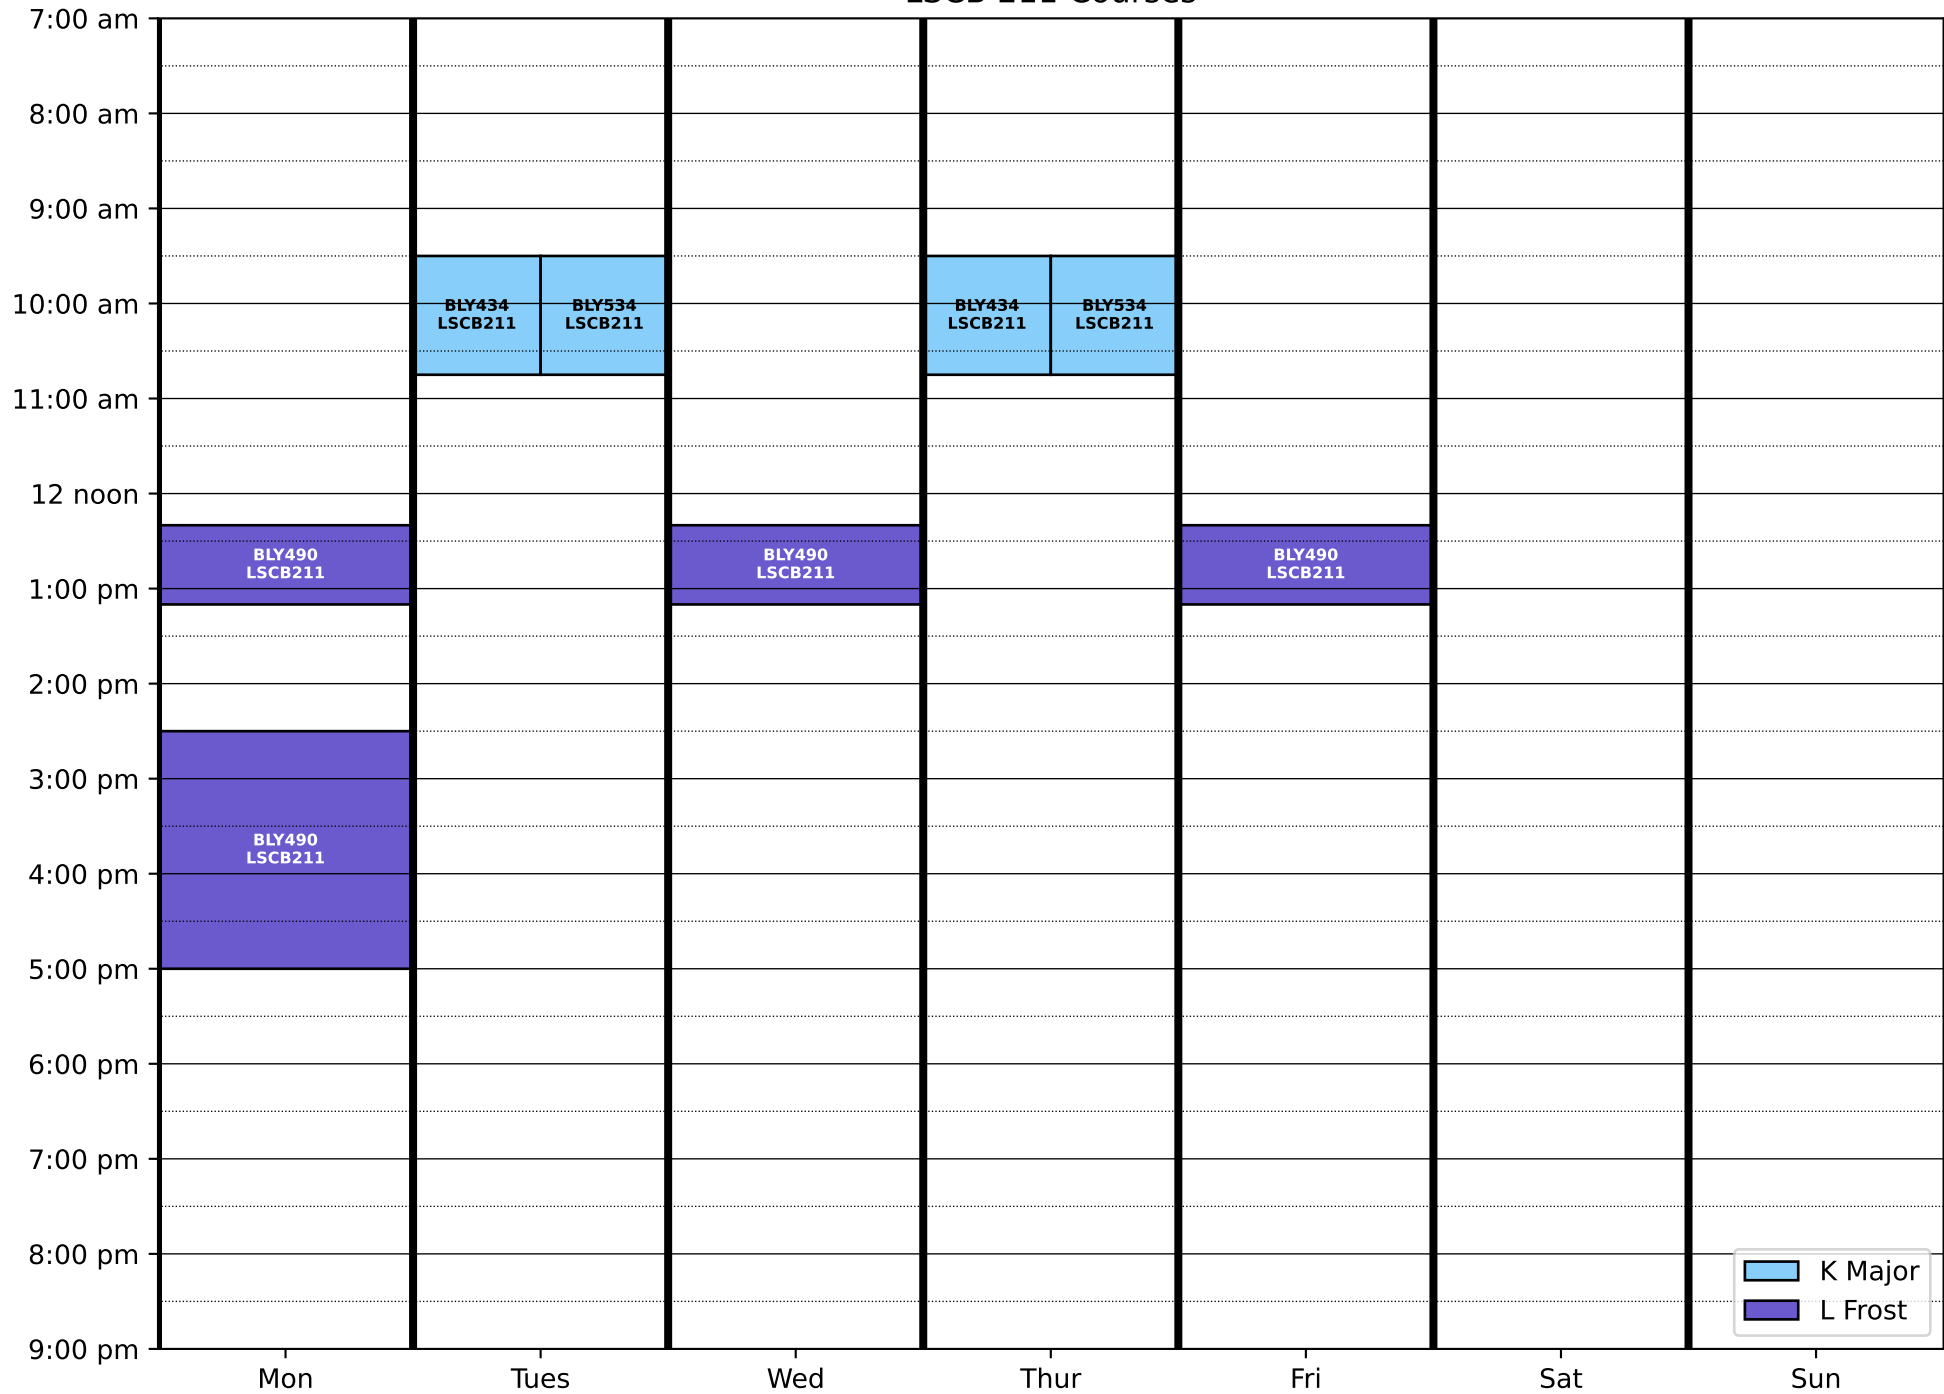 LSCB 211 Courses
7:00 am
8:00 am
9:00 am
10:00 am
11:00 am
12 noon
1:00 pm
2:00 pm
3:00 pm
4:00 pm
5:00 pm
6:00 pm
7:00 pm
8:00 pm
9:00 pm
BLY490
LSCB211
BLY490
LSCB211
BLY434
LSCB211
BLY534
LSCB211
BLY490
LSCB211
BLY434
LSCB211
BLY534
LSCB211
BLY490
LSCB211
K Major
L Frost
Mon
Tues
Wed
Thur
Fri
Sat
Sun